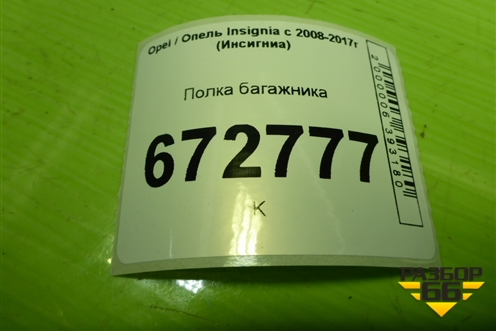 Opel / Опель Insignia с 2008-2017г
(Инсигниа)
Полка багажника
672777
К
2000006393180
РАЗБОР
66